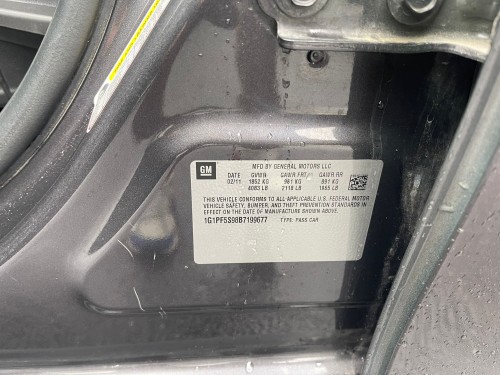 GM
MFD BY GENERAL MOTORS LLC
DATE GVWR GAWR FRT GAWR RR
02/11 1852 KG 961 KG 891 KG
4083 LB 2118 LB 1965 LB
THIS VEHICLE CONFORMS TO ALL APPLICABLE U.S. FEDERAL MOTOR
VEHICLE SAFETY, BUMPER, AND THEFT PREVENTION STANDARDS
IN EFFECT ON THE DATE OF MANUFACTURE SHOWN ABOVE.
1G1PF5S98B7199677 TYPE: PASS CAR